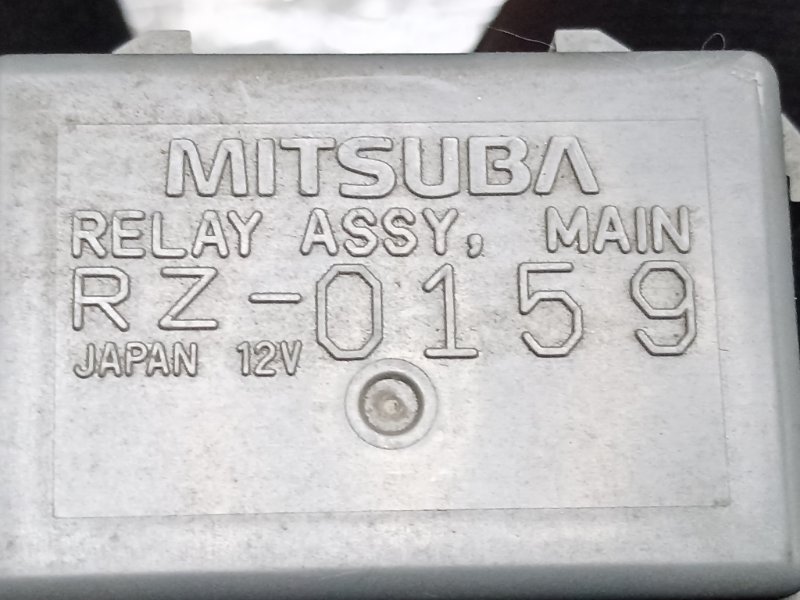 MITSUBA
RELAY ASSY, MAIN
RZ-0159
JAPAN 12V